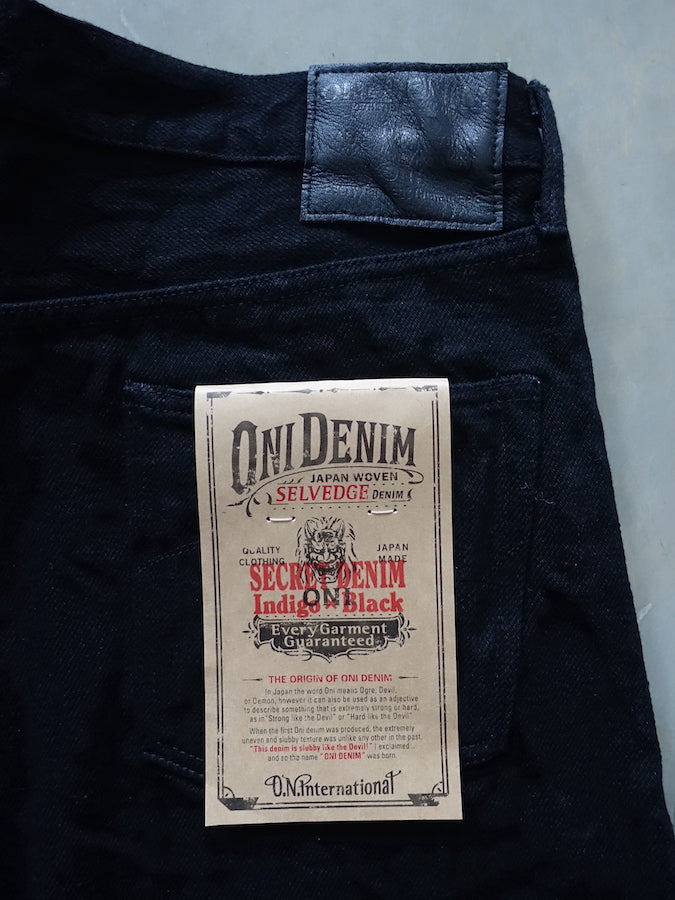 ONI DENIM
JAPAN WOVEN
SELVEDGE DENIM
QUALITY CLOTHING
JAPAN MADE
SECRET DENIM
ONI
Indigo × Black
Every Garment
Guaranteed
THE ORIGIN OF ONI DENIM
In Japan the word Oni means Ogre, Devil,
or Demon, however it can also be used as an adjective
to describe something that is extremely strong or hard,
as in "Strong like the Devil" or "Hard like the Devil".
When the first Oni denim was produced, the extremely
uneven and slubby texture was unlike any other in the past.
"This denim is slubby like the Devil!" I exclaimed...
and so the name "ONI DENIM" was born.
O.N.International